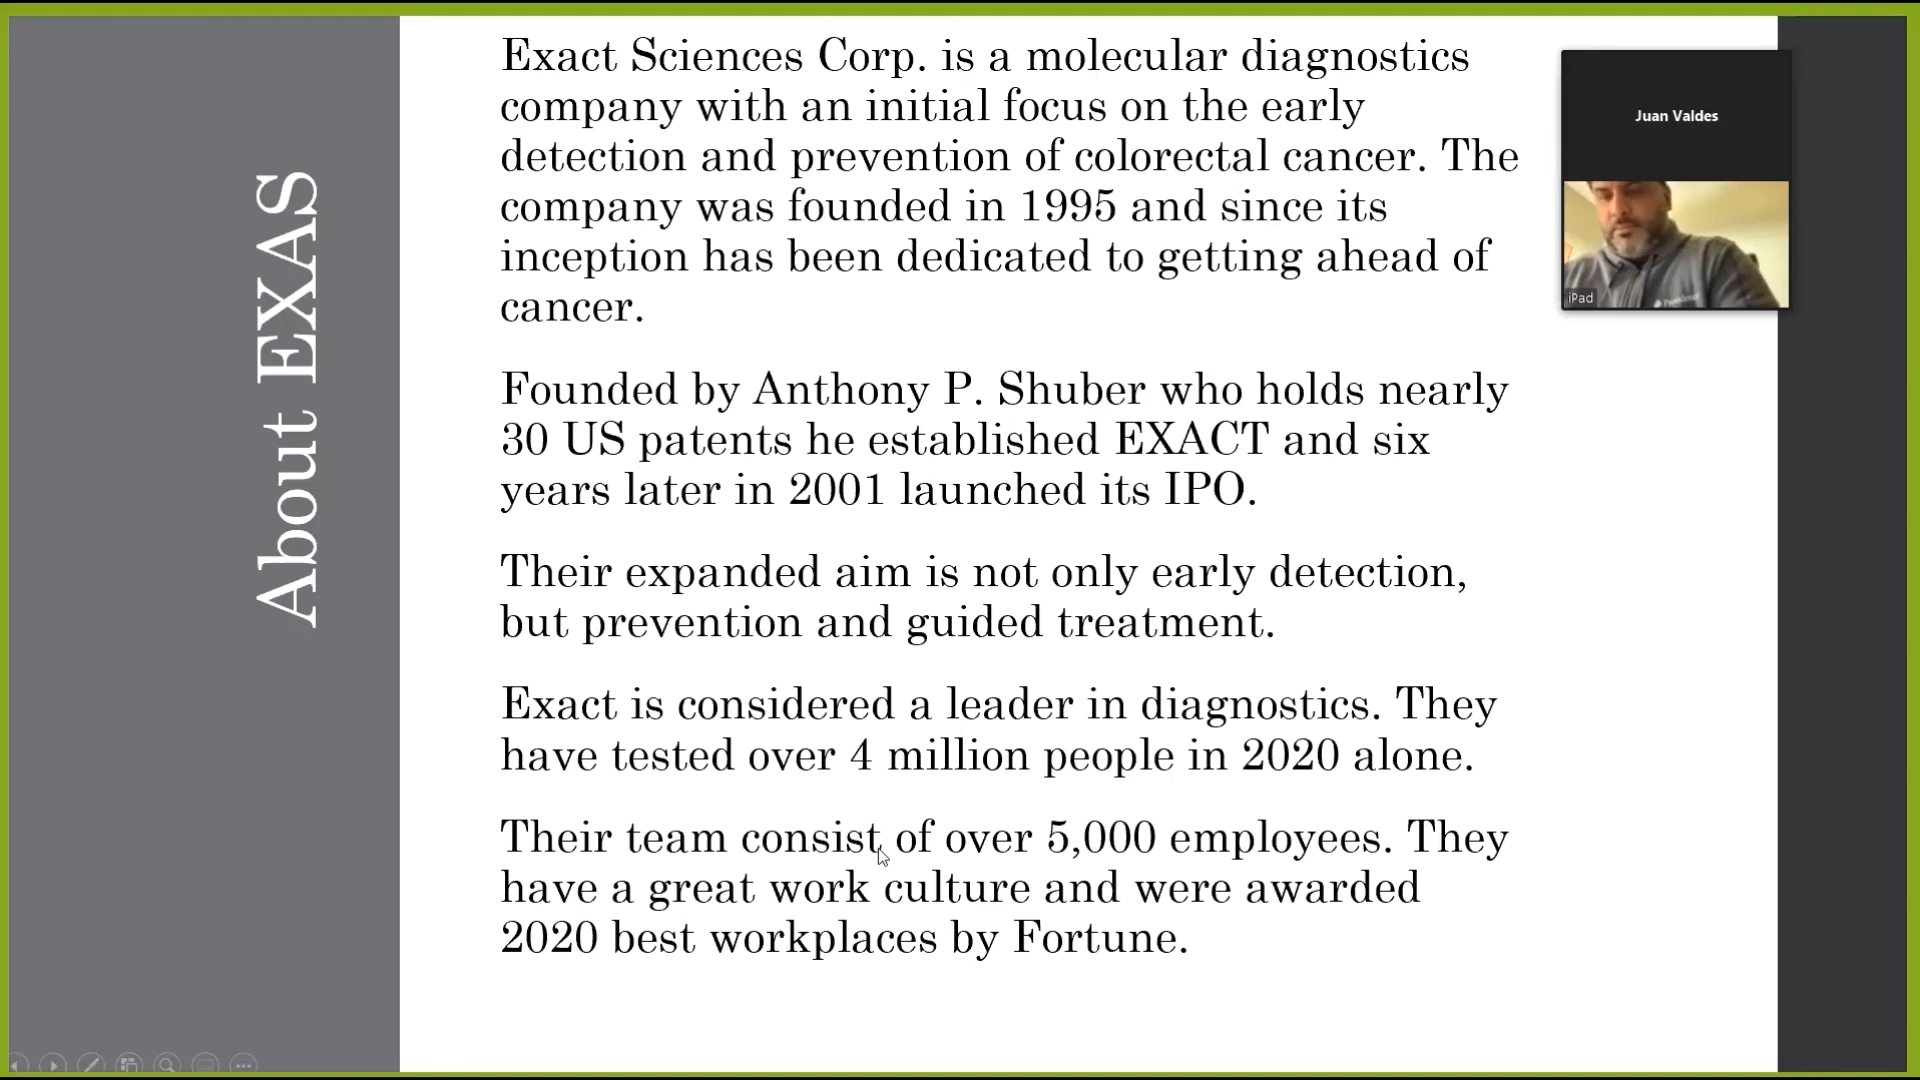 About EXAS
Exact Sciences Corp. is a molecular diagnostics
company with an initial focus on the early
detection and prevention of colorectal cancer. The
company was founded in 1995 and since its
inception has been dedicated to getting ahead of
cancer.
Founded by Anthony P. Shuber who holds nearly
30 US patents he established EXACT and six
years later in 2001 launched its IPO.
Their expanded aim is not only early detection,
but prevention and guided treatment.
Exact is considered a leader in diagnostics. They
have tested over 4 million people in 2020 alone.
Their team consist of over 5,000 employees. They
have a great work culture and were awarded
2020 best workplaces by Fortune.
Juan Valdes
iPad